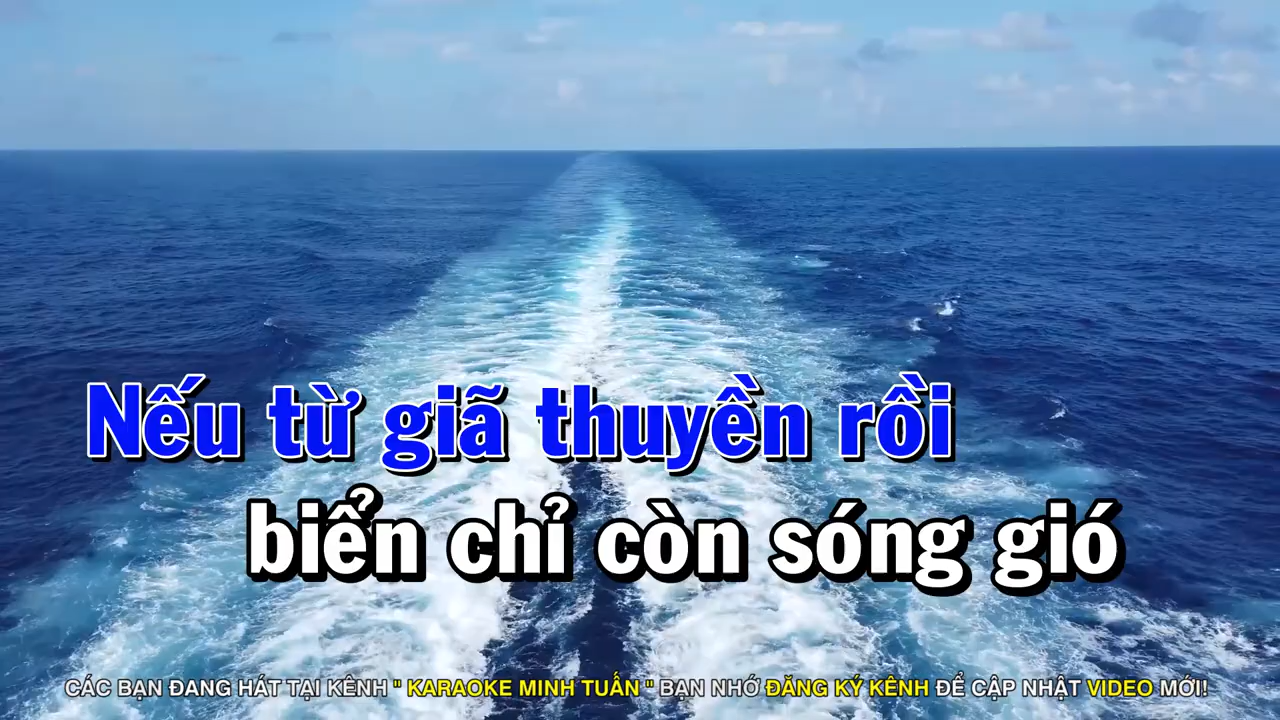 Nếu từ giã thuyền rồi
biển chỉ còn sóng gió
CÁC BẠN ĐANG HÁT TẠI KÊNH " KARAOKE MINH TUẤN " BẠN NHỚ ĐĂNG KÝ KÊNH ĐỂ CẬP NHẬT VIDEO MỚI!